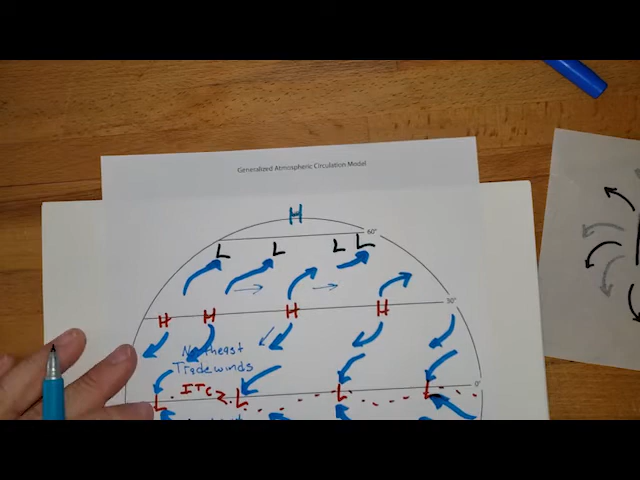 Generalized Atmospheric Circulation Model
H
60°
L L L L
30°
H H H H
Northeast
Tradewinds
ITCZ
0°
L L L L